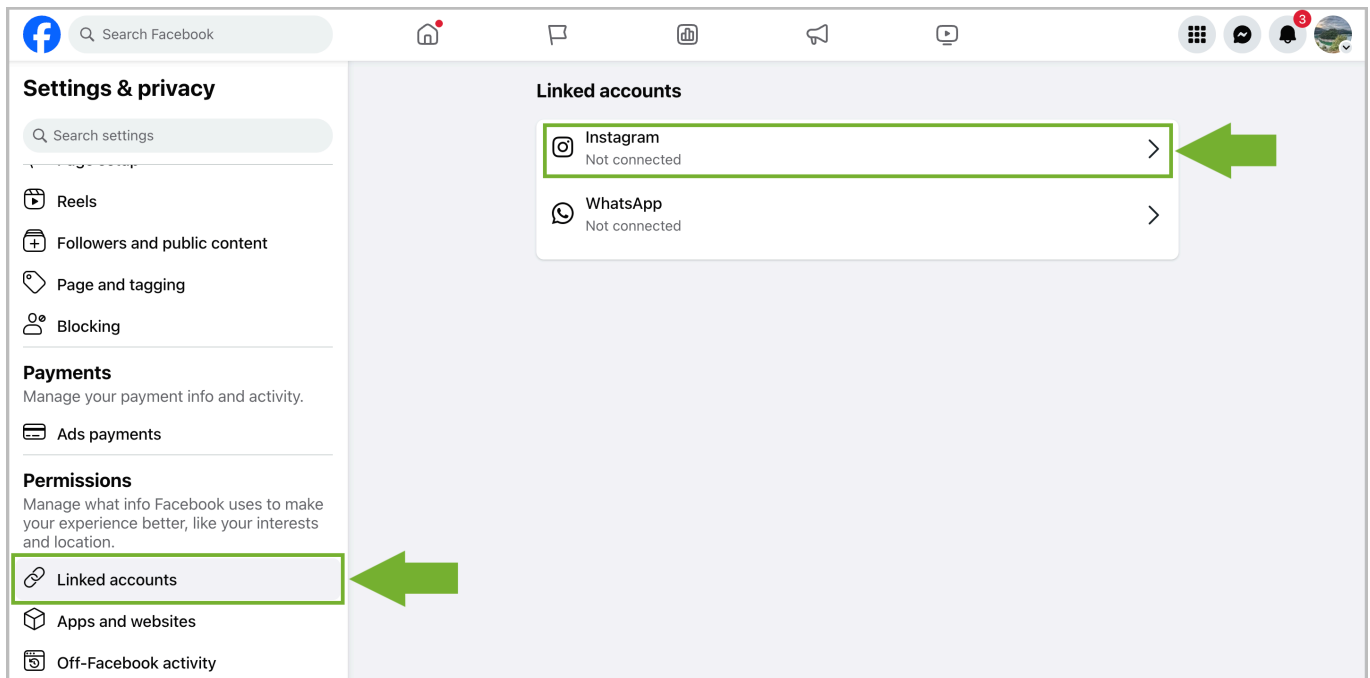 Search Facebook
3
Settings & privacy
Search settings
Reels
Followers and public content
Page and tagging
Blocking
Payments
Manage your payment info and activity.
Ads payments
Permissions
Manage what info Facebook uses to make
your experience better, like your interests
and location.
Linked accounts
Apps and websites
Off-Facebook activity
Linked accounts
Instagram
Not connected
WhatsApp
Not connected